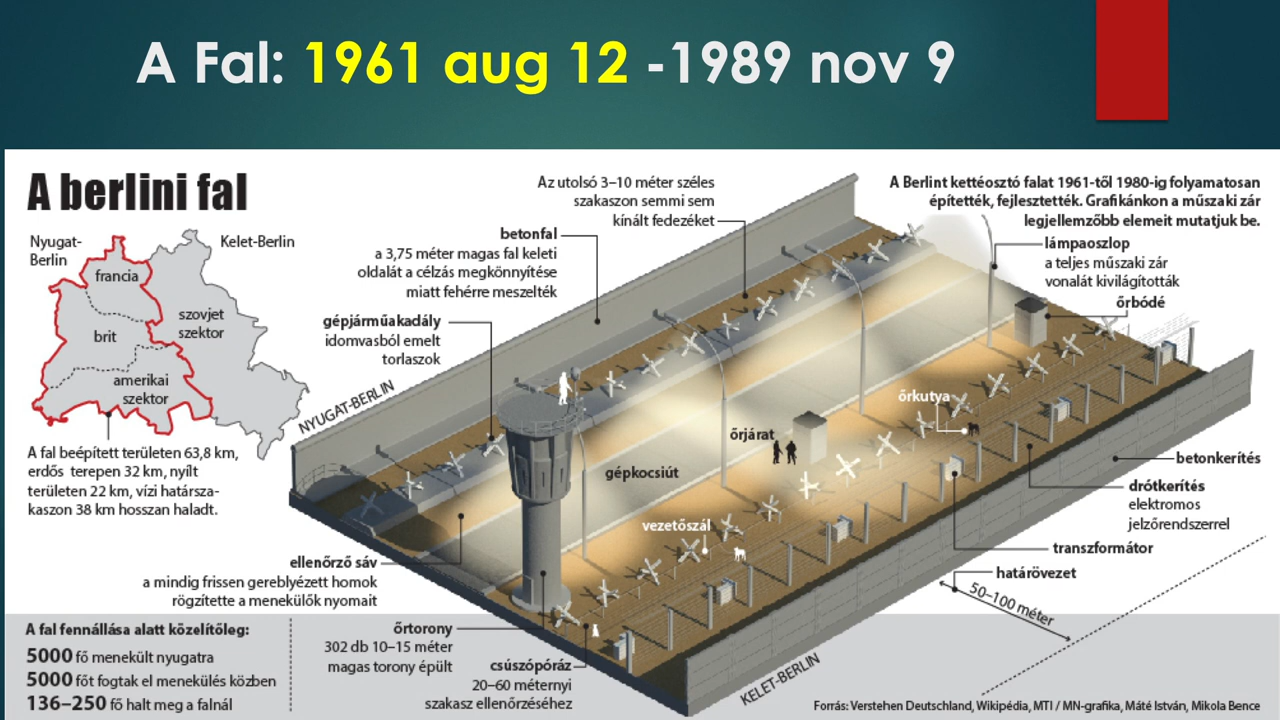 A Fal: 1961 aug 12 -1989 nov 9
A berlini fal
Nyugat-
Berlin
Kelet-Berlin
francia
brit
szovjet
szektor
amerikai
szektor
A fal beépített területen 63,8 km,
erdős terepen 32 km, nyílt
területen 22 km, vízi határsza-
kaszon 38 km hosszan haladt.
Az utolsó 3–10 méter széles
szakaszon semmi sem
kínált fedezéket
betonfal
a 3,75 méter magas fal keleti
oldalát a célzás megkönnyítése
miatt fehérre meszelték
gépjárműakadály
idomvasból emelt
torlaszok
NYUGAT-BERLIN
A Berlint kettéosztó falat 1961-től 1980-ig folyamatosan
építették, fejlesztették. Grafikánkon a műszaki zár
legjellemzőbb elemeit mutatjuk be.
lámpaoszlop
a teljes műszaki zár
vonalát kivilágították
őrbódé
őrkutya
őrjárat
gépkocsiút
vezetőszál
betonkerítés
drótkerítés
elektromos
jelzőrendszerrel
transzformátor
határövezet
50–100 méter
ellenőrző sáv
a mindig frissen gereblyézett homok
rögzítette a menekülők nyomait
őrtorony
302 db 10–15 méter
magas torony épült
csúszópóráz
20–60 méternyi
szakasz ellenőrzéséhez
KELET-BERLIN
A fal fennállása alatt közelítőleg:
5000 fő menekült nyugatra
5000 főt fogtak el menekülés közben
136–250 fő halt meg a falnál
Forrás: Verstehen Deutschland, Wikipédia, MTI / MN-grafika, Máté István, Mikola Bence